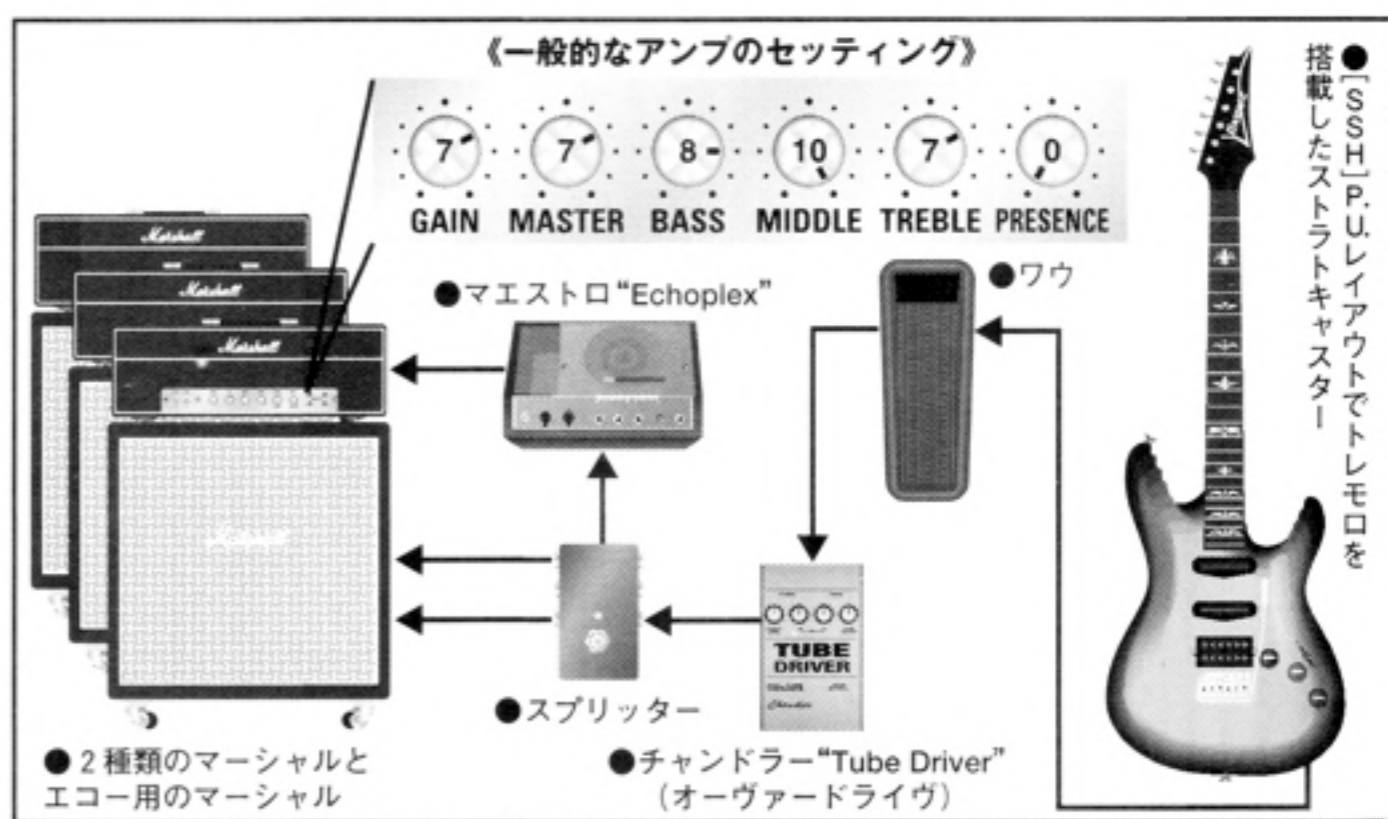 《一般的なアンプのセッティング》
7
7
8
10
7
0
GAIN
MASTER
BASS
MIDDLE
TREBLE
PRESENCE
●[SSH]P.U.レイアウトでトレモロを
搭載したストラトキャスター
●マエストロ“Echoplex”
●ワウ
Marshall
Marshall
Marshall
Marshall
TUBE
DRIVER
Chandler
●スプリッター
●2種類のマーシャルと
エコー用のマーシャル
●チャンドラー“Tube Driver”
(オーヴァードライヴ)